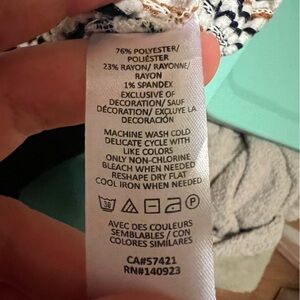 76% POLYESTER/
POLIÉSTER
23% RAYON/ RAYONNE/
RAYON
1% SPANDEX
EXCLUSIVE OF
DECORATION/ SAUF
DÉCORATION/ EXCLUYE LA
DECORACIÓN
MACHINE WASH COLD
DELICATE CYCLE WITH
LIKE COLORS
ONLY NON-CHLORINE
BLEACH WHEN NEEDED
RESHAPE DRY FLAT
COOL IRON WHEN NEEDED
30 P
AVEC DES COULEURS
SEMBLABLES / CON
COLORES SIMILARES
CA#57421
RN#140923